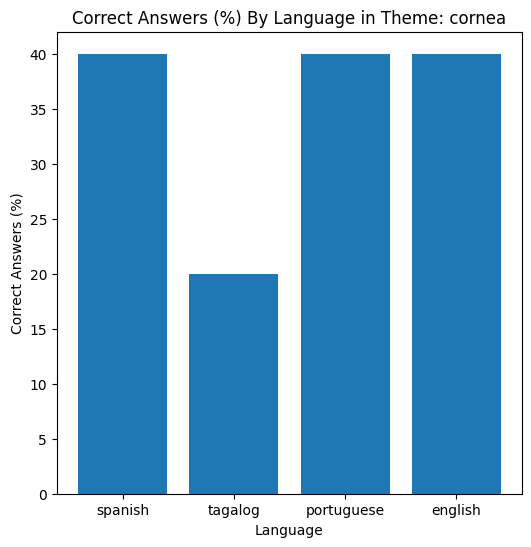 Correct Answers (%) By Language in Theme: cornea
Correct Answers (%)
40
35
30
25
20
15
10
5
0
spanish tagalog portuguese english
Language